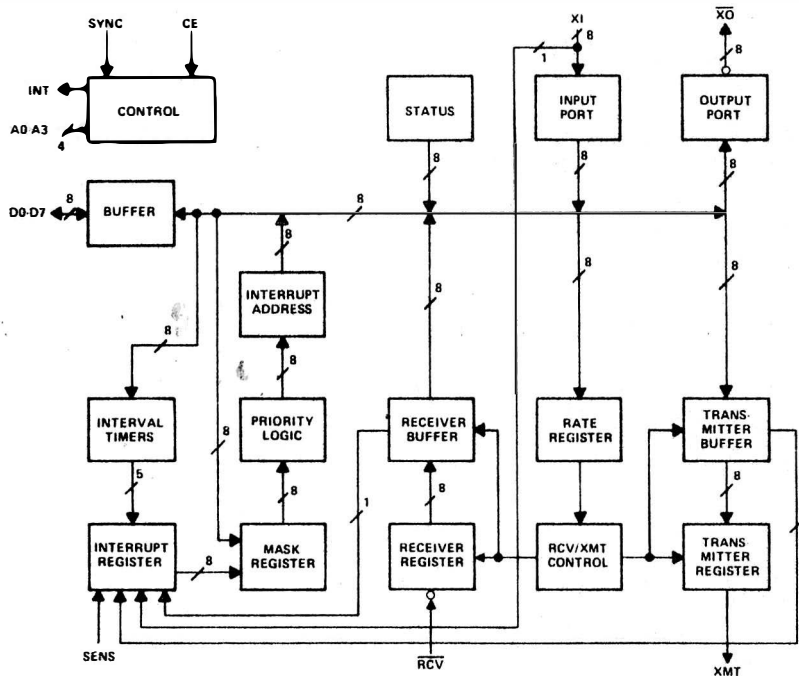 SYNC
CE
XI
X̅O̅
8
8
1
INT
CONTROL
A0-A3
4
STATUS
INPUT
PORT
OUTPUT
PORT
8
8
8
D0-D7
8
BUFFER
8
8
INTERRUPT
ADDRESS
8
8
8
8
8
INTERVAL
TIMERS
PRIORITY
LOGIC
RECEIVER
BUFFER
RATE
REGISTER
TRANS-
MITTER
BUFFER
8
5
8
8
8
1
INTERRUPT
REGISTER
8
MASK
REGISTER
RECEIVER
REGISTER
RCV/XMT
CONTROL
TRANS-
MITTER
REGISTER
SENS
R̅C̅V̅
XMT